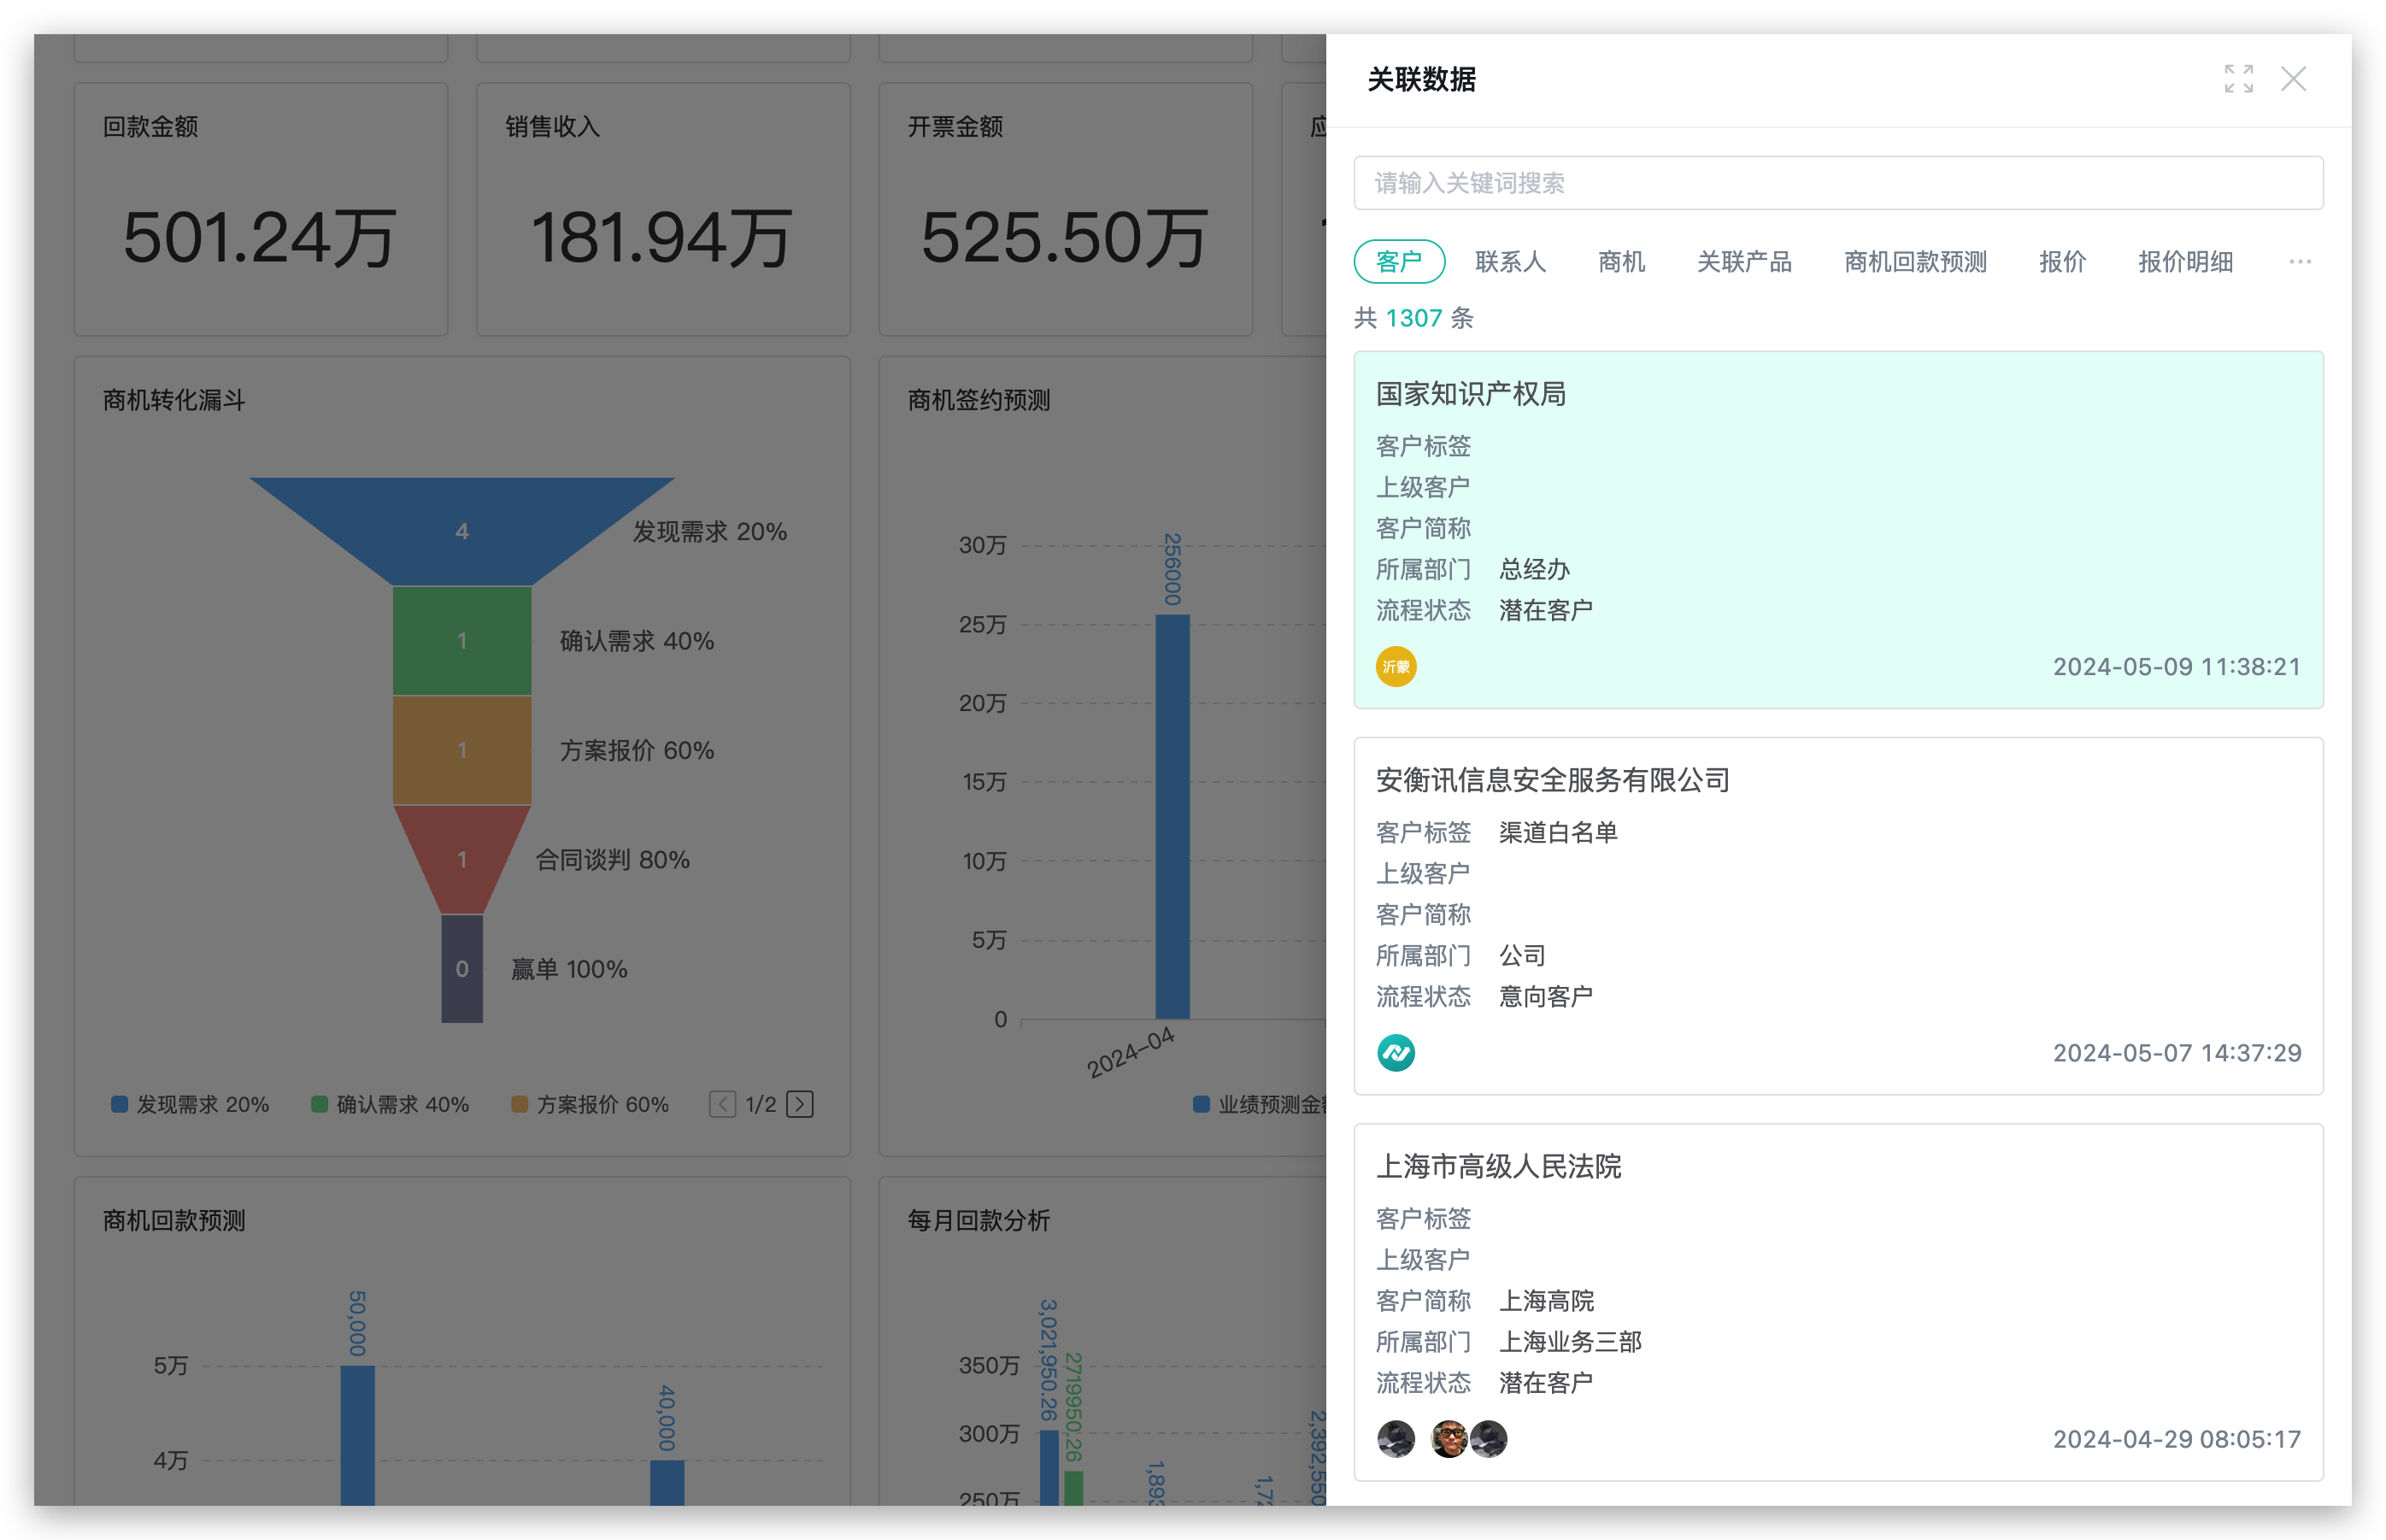 回款金额
501.24万
销售收入
181.94万
开票金额
525.50万
应
商机转化漏斗
4
发现需求 20%
1
确认需求 40%
1
方案报价 60%
1
合同谈判 80%
0
赢单 100%
发现需求 20%
确认需求 40%
方案报价 60%
1/2
商机签约预测
30万
25万
20万
15万
10万
5万
0
256000
2024-04
业绩预测金
商机回款预测
5万
4万
50,000
40,000
每月回款分析
350万
300万
250万
3,021,950.26
2719950.26
1,893
1,72
2,392,550
关联数据
请输入关键词搜索
客户 联系人 商机 关联产品 商机回款预测 报价 报价明细 ···
共 1307 条
国家知识产权局
客户标签
上级客户
客户简称
所属部门 总经办
流程状态 潜在客户
沂蒙
2024-05-09 11:38:21
安衡讯信息安全服务有限公司
客户标签 渠道白名单
上级客户
客户简称
所属部门 公司
流程状态 意向客户
2024-05-07 14:37:29
上海市高级人民法院
客户标签
上级客户
客户简称 上海高院
所属部门 上海业务三部
流程状态 潜在客户
2024-04-29 08:05:17